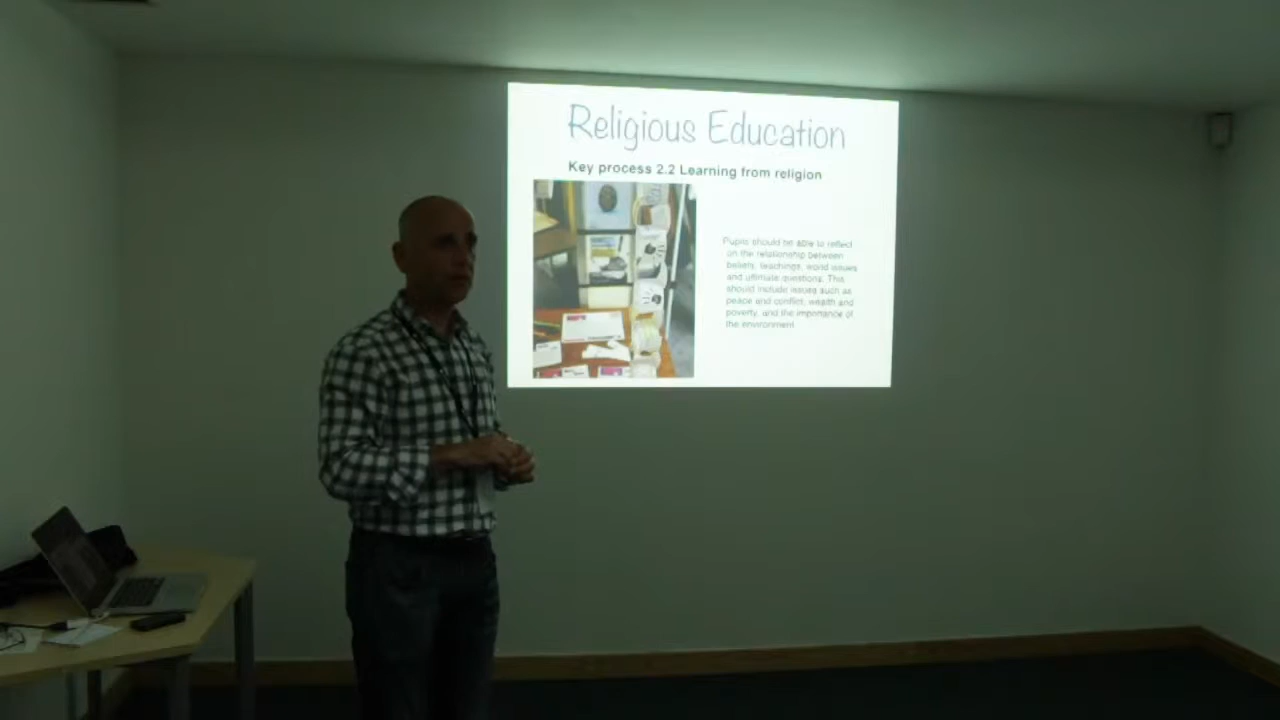 Religious Education
Key process 2.2 Learning from religion
Pupils should be able to reflect
on the relationship between
beliefs, teachings, world issues
and ultimate questions. This
should include issues such as
peace and conflict, wealth and
poverty, and the importance of
the environment